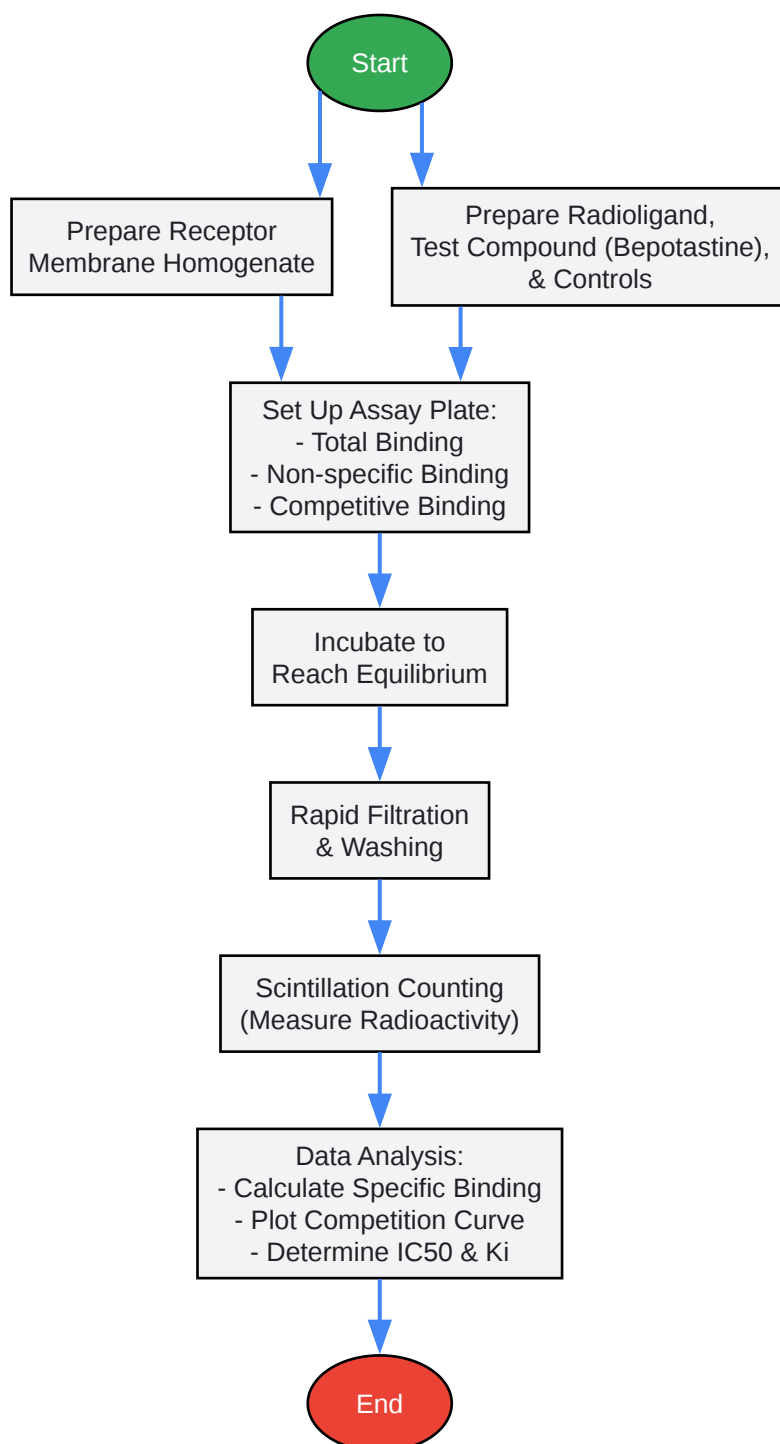 Start
Prepare Receptor
Membrane Homogenate
Prepare Radioligand,
Test Compound (Bepotastine),
& Controls
Set Up Assay Plate:
- Total Binding
- Non-specific Binding
- Competitive Binding
Incubate to
Reach Equilibrium
Rapid Filtration
& Washing
Scintillation Counting
(Measure Radioactivity)
Data Analysis:
- Calculate Specific Binding
- Plot Competition Curve
- Determine IC50 & Ki
End